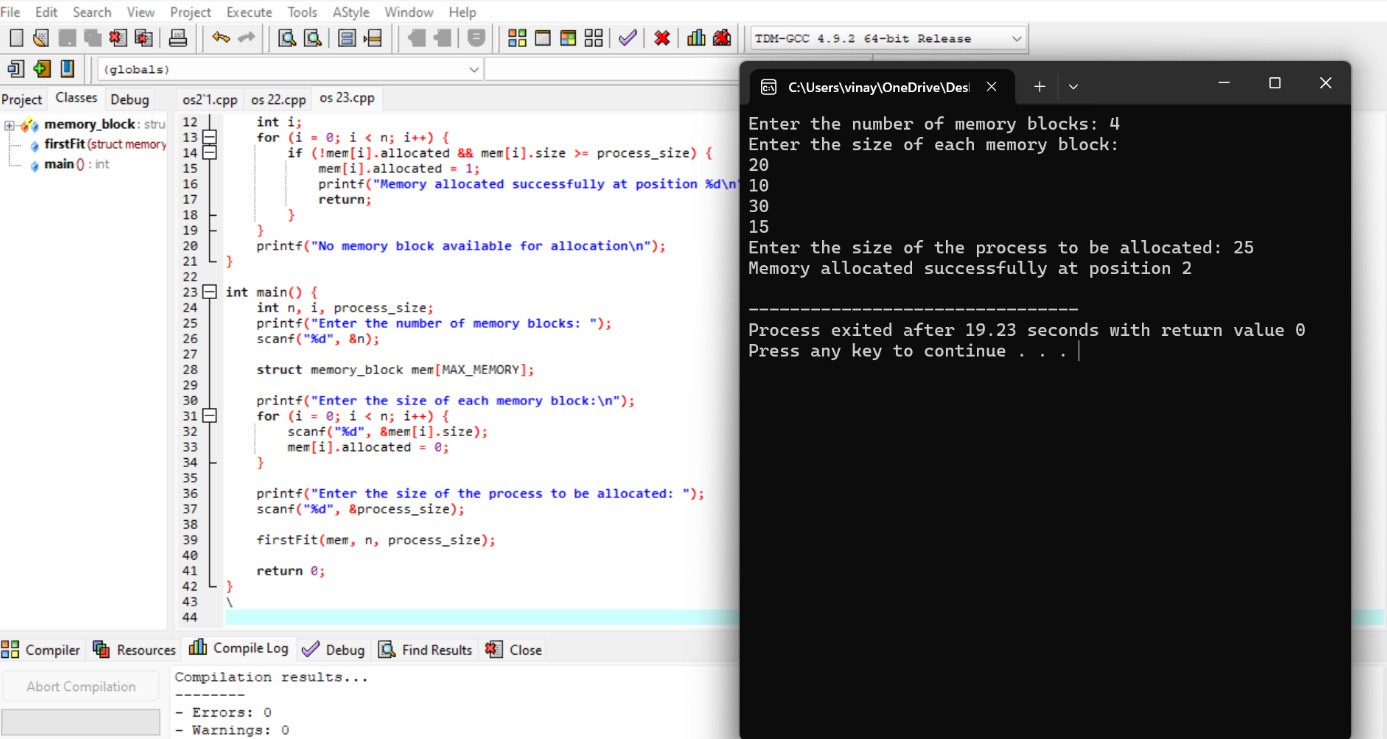 File Edit Search View Project Execute Tools AStyle Window Help
TDM-GCC 4.9.2 64-bit Release
(globals)
Project Classes Debug
os2`1.cpp os 22.cpp os 23.cpp
memory_block : stru
firstFit (struct memory
main () : int
12 int i;
13 for (i = 0; i < n; i++) {
14 if (!mem[i].allocated && mem[i].size >= process_size) {
15 mem[i].allocated = 1;
16 printf("Memory allocated successfully at position %d\n"
17 return;
18 }
19 }
20 printf("No memory block available for allocation\n");
21 }
22
23 int main() {
24 int n, i, process_size;
25 printf("Enter the number of memory blocks: ");
26 scanf("%d", &n);
27
28 struct memory_block mem[MAX_MEMORY];
29
30 printf("Enter the size of each memory block:\n");
31 for (i = 0; i < n; i++) {
32 scanf("%d", &mem[i].size);
33 mem[i].allocated = 0;
34 }
35
36 printf("Enter the size of the process to be allocated: ");
37 scanf("%d", &process_size);
38
39 firstFit(mem, n, process_size);
40
41 return 0;
42 }
43 \
44
Compiler Resources Compile Log Debug Find Results Close
Abort Compilation
Compilation results...
--------
- Errors: 0
- Warnings: 0
C:\Users\vinay\OneDrive\Des
Enter the number of memory blocks: 4
Enter the size of each memory block:
20
10
30
15
Enter the size of the process to be allocated: 25
Memory allocated successfully at position 2
--------------------------------
Process exited after 19.23 seconds with return value 0
Press any key to continue . . .